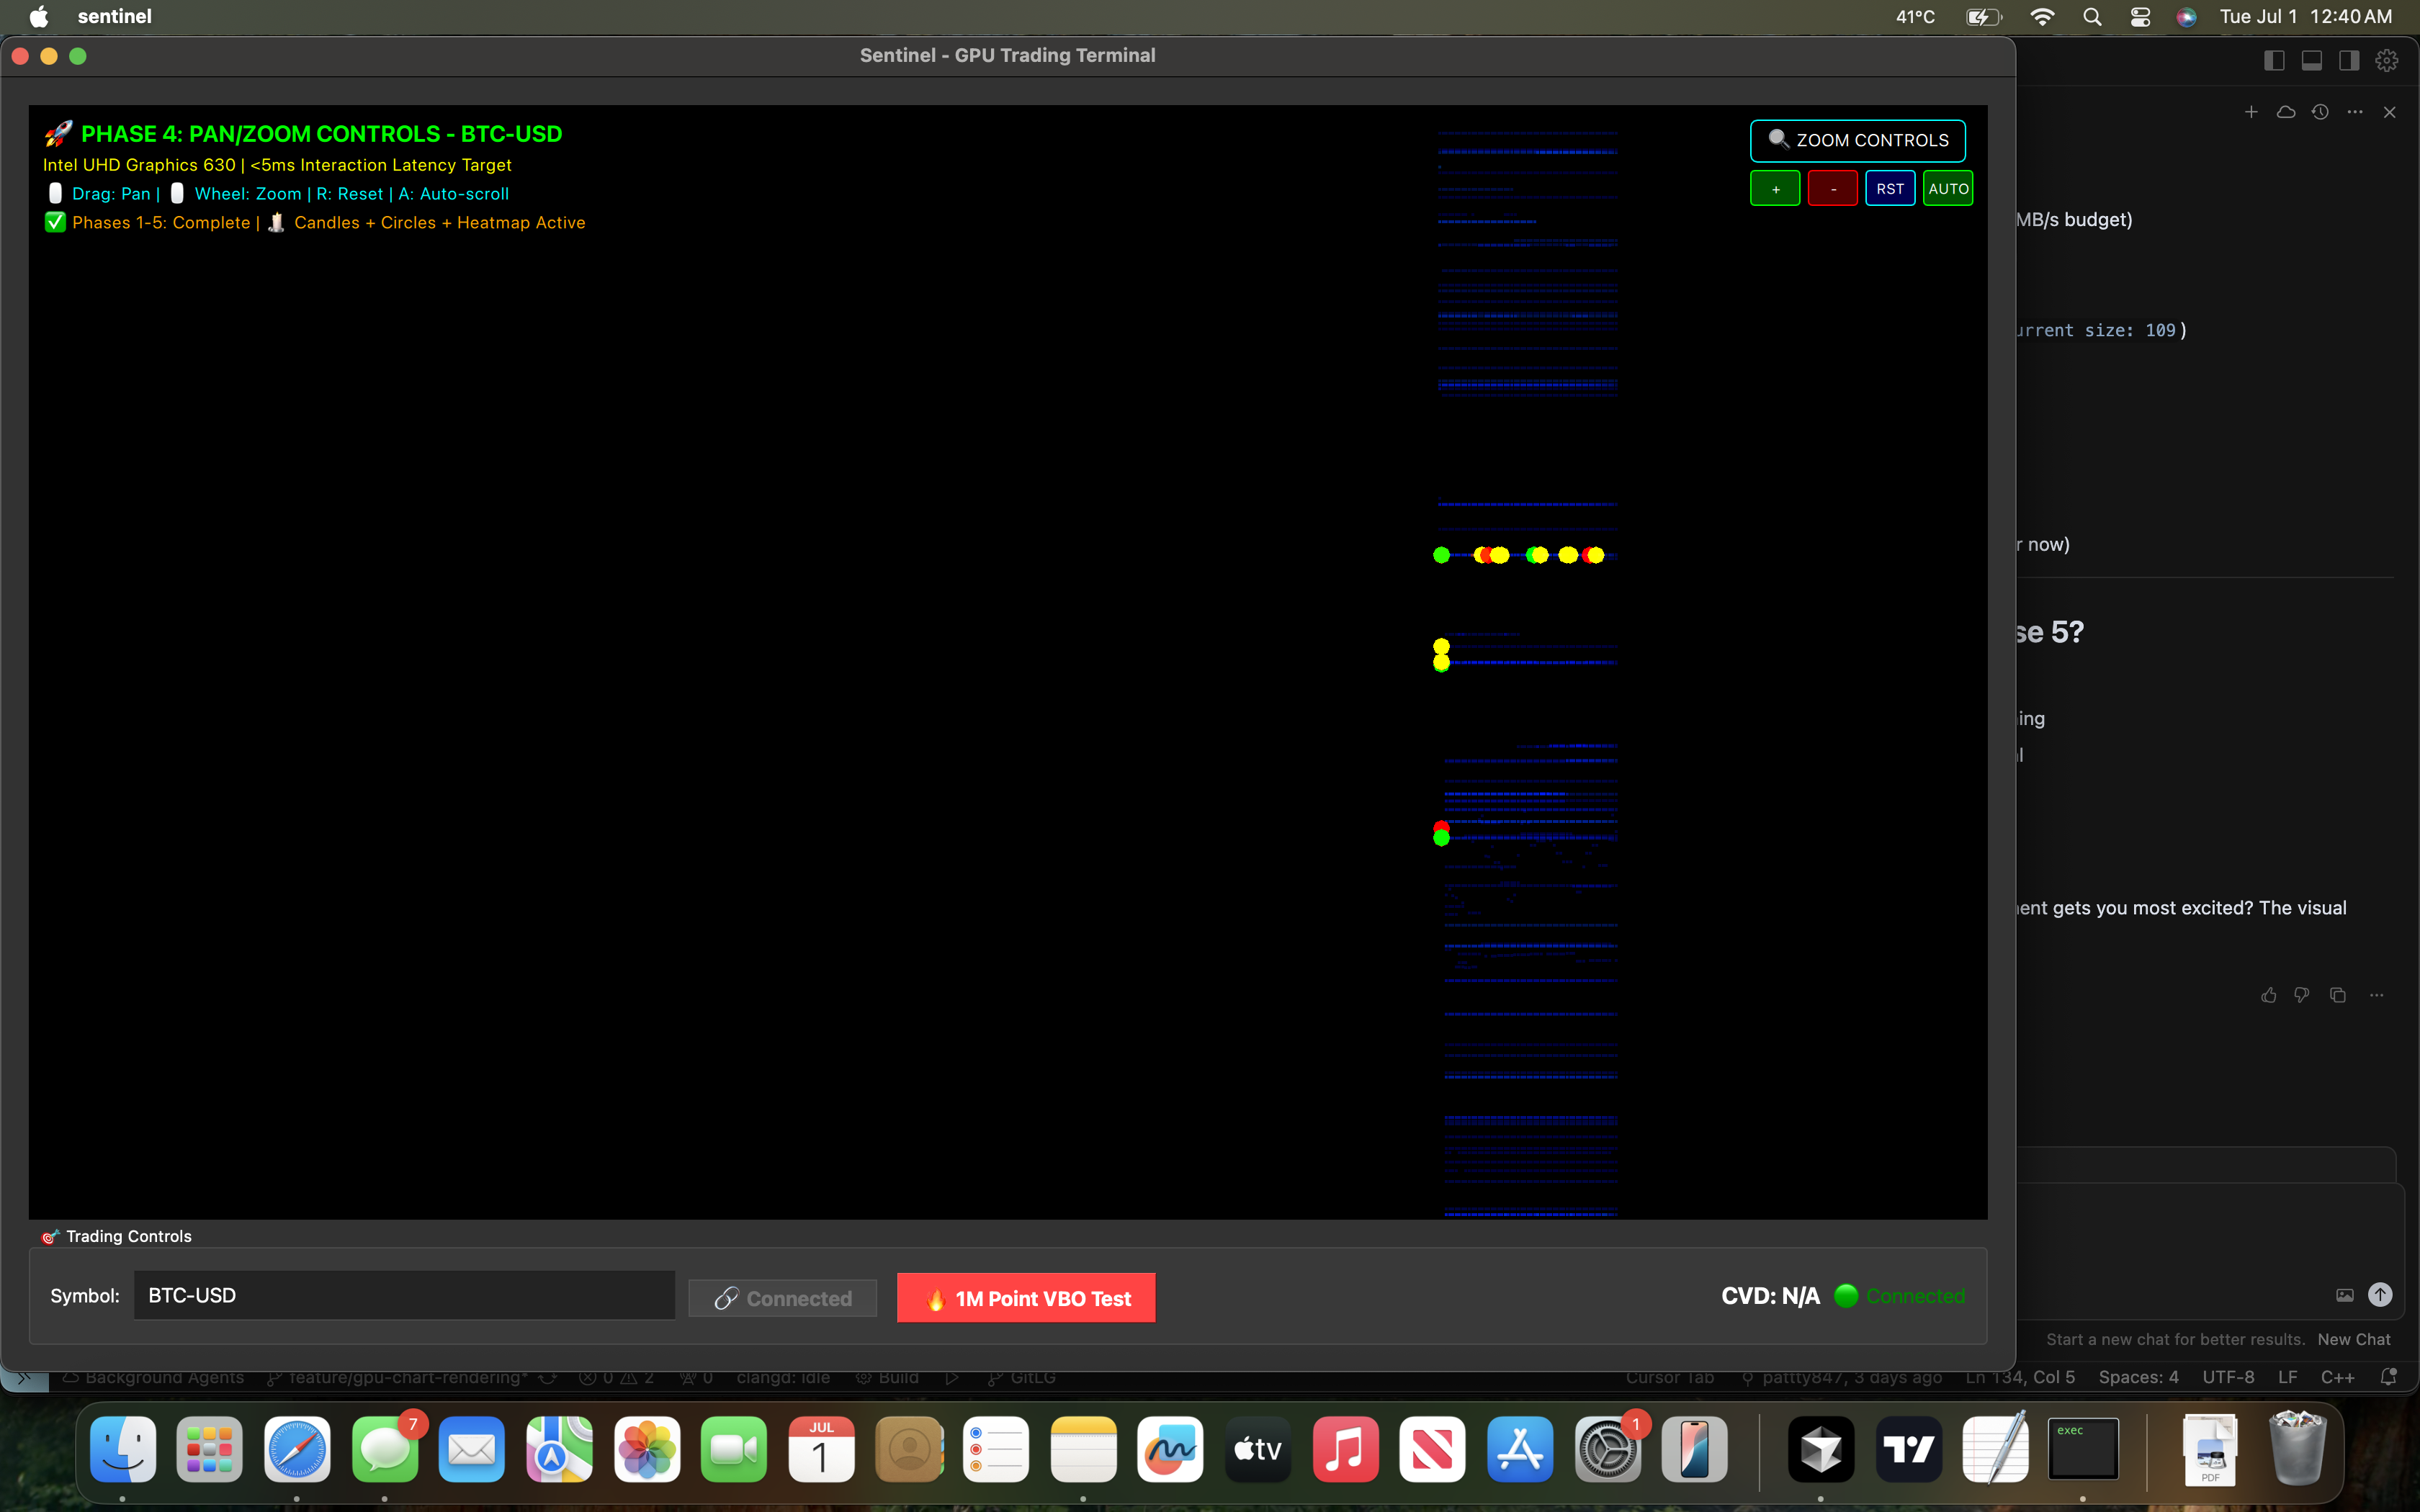 sentinel
41°C
Tue Jul 1 12:40 AM
Sentinel - GPU Trading Terminal
🚀 PHASE 4: PAN/ZOOM CONTROLS - BTC-USD
Intel UHD Graphics 630 | <5ms Interaction Latency Target
Drag: Pan | Wheel: Zoom | R: Reset | A: Auto-scroll
✅ Phases 1-5: Complete | 🕯️ Candles + Circles + Heatmap Active
🔍 ZOOM CONTROLS
+ - RST AUTO
MB/s budget)
urrent size: 109)
r now)
se 5?
ing
l
ent gets you most excited? The visual
🎯 Trading Controls
Symbol: BTC-USD
🔗 Connected
🔥 1M Point VBO Test
CVD: N/A 🟢 Connected
Start a new chat for better results. New Chat
Background Agents feature/gpu-chart-rendering* 0 2 0 clangd: idle Build GitLG
Cursor Tab pattty847, 3 days ago Ln 134, Col 5 Spaces: 4 UTF-8 LF C++
7
JUL
1
tv
1
exec
PDF